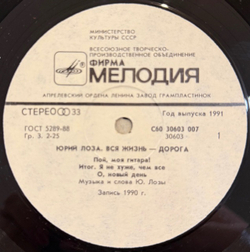 МИНИСТЕРСТВО
КУЛЬТУРЫ СССР
ВСЕСОЮЗНОЕ ТВОРЧЕСКО-
ПРОИЗВОДСТВЕННОЕ ОБЪЕДИНЕНИЕ
ФИРМА
МЕЛОДИЯ
АПРЕЛЕВСКИЙ ОРДЕНА ЛЕНИНА ЗАВОД ГРАМПЛАСТИНОК
СТЕРЕО 33
Год выпуска 1991
ГОСТ 5289-88
Гр. 3. 2-25
С60 30603 007
30603
1
ЮРИЙ ЛОЗА. ВСЯ ЖИЗНЬ — ДОРОГА
Пой, моя гитара!
Итог. Я не хуже, чем все
О, новый день
Музыка и слова Ю. Лозы
Запись 1990 г.